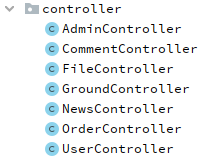 controller
C AdminController
C CommentController
C FileController
C GroundController
C NewsController
C OrderController
C UserController